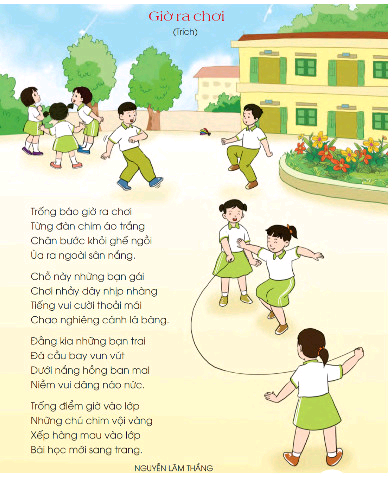 Giờ ra chơi
(Trích)
Trống báo giờ ra chơi
Từng đàn chim áo trắng
Chân bước khỏi ghế ngồi
Ùa ra ngoài sân nắng.
Chỗ này những bạn gái
Chơi nhảy dây nhịp nhàng
Tiếng vui cười thoải mái
Chao nghiêng cánh lá bàng.
Đằng kia những bạn trai
Đá cầu bay vun vút
Dưới nắng hồng ban mai
Niềm vui dâng náo nức.
Trống điểm giờ vào lớp
Những chú chim vội vàng
Xếp hàng mau vào lớp
Bài học mới sang trang.
NGUYỄN LÃM THẮNG